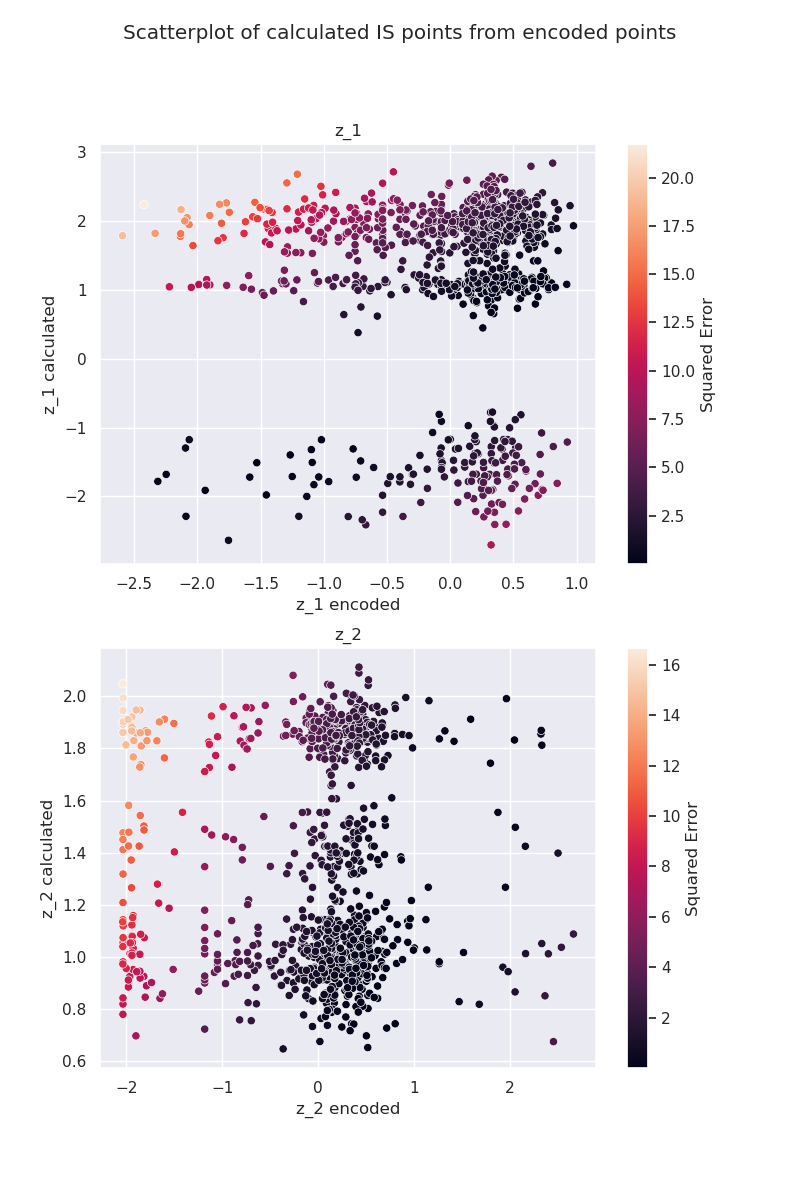 Scatterplot of calculated IS points from encoded points
z_1
3
2
1
0
−1
−2
z_1 calculated
−2.5 −2.0 −1.5 −1.0 −0.5 0.0 0.5 1.0
z_1 encoded
20.0
17.5
15.0
12.5
10.0
7.5
5.0
2.5
Squared Error
z_2
2.0
1.8
1.6
1.4
1.2
1.0
0.8
0.6
z_2 calculated
−2 −1 0 1 2
z_2 encoded
16
14
12
10
8
6
4
2
Squared Error